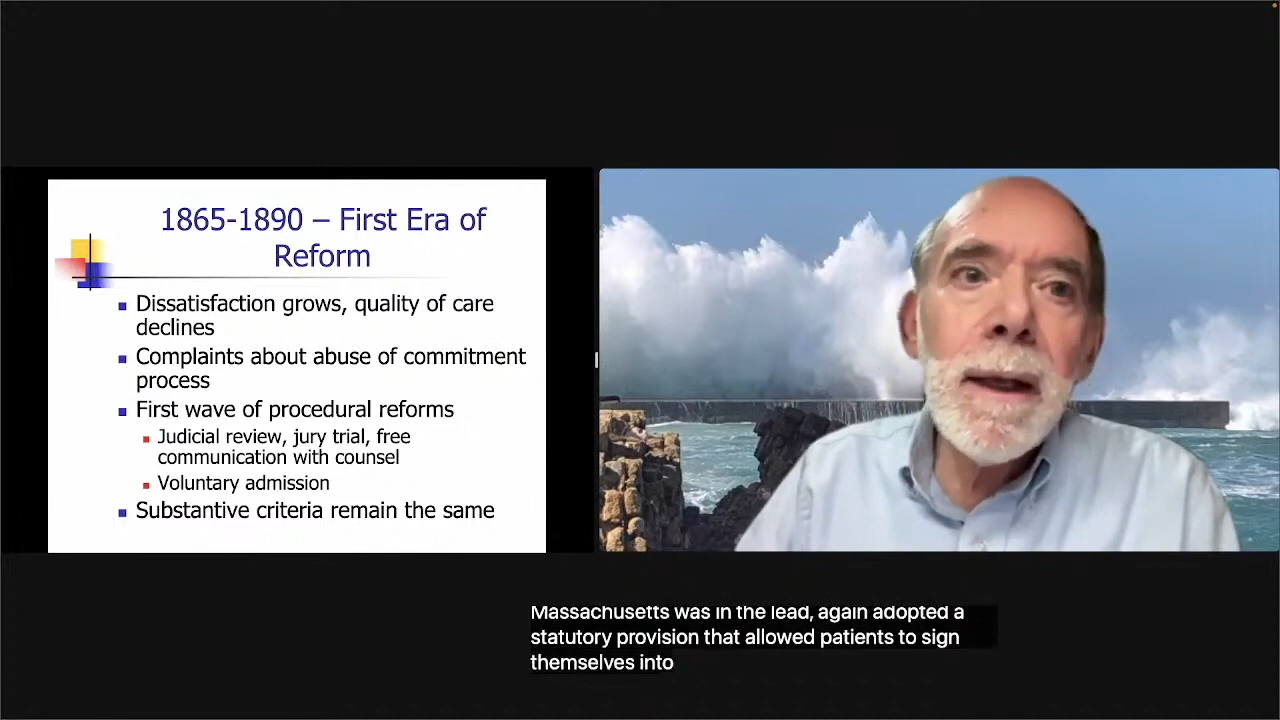 1865-1890 – First Era of
Reform
Dissatisfaction grows, quality of care
declines
Complaints about abuse of commitment
process
First wave of procedural reforms
Judicial review, jury trial, free
communication with counsel
Voluntary admission
Substantive criteria remain the same
Massachusetts was in the lead, again adopted a
statutory provision that allowed patients to sign
themselves into